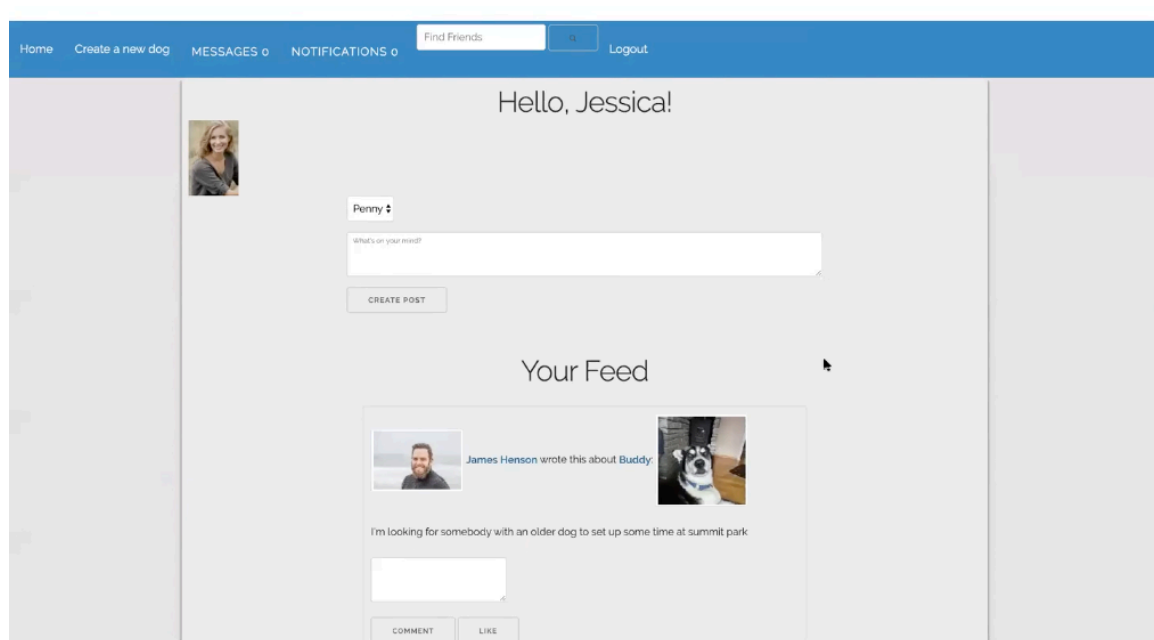 Home Create a new dog MESSAGES 0 NOTIFICATIONS 0 Find Friends Logout
Hello, Jessica!
Penny
What's on your mind?
CREATE POST
Your Feed
James Henson wrote this about Buddy:
I'm looking for somebody with an older dog to set up some time at summit park
COMMENT LIKE